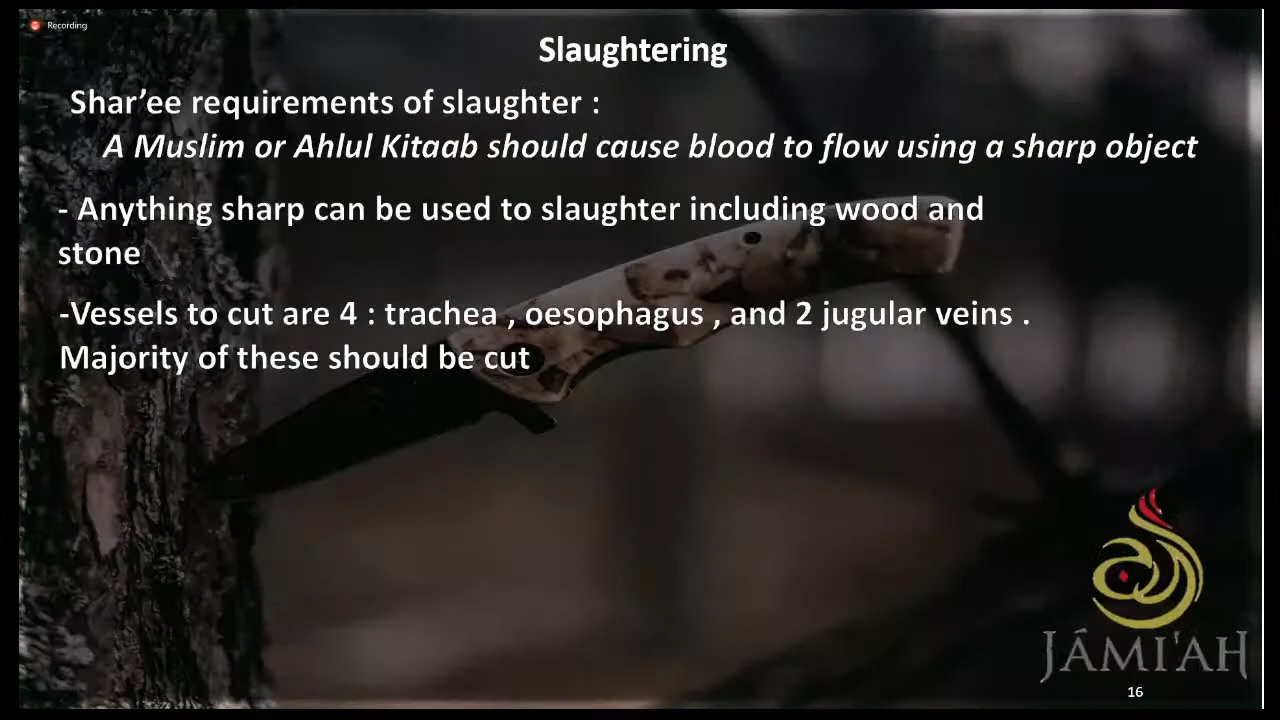 Recording
Slaughtering
Shar’ee requirements of slaughter :
A Muslim or Ahlul Kitaab should cause blood to flow using a sharp object
- Anything sharp can be used to slaughter including wood and
stone
-Vessels to cut are 4 : trachea , oesophagus , and 2 jugular veins .
Majority of these should be cut
JÁMI'AH
16